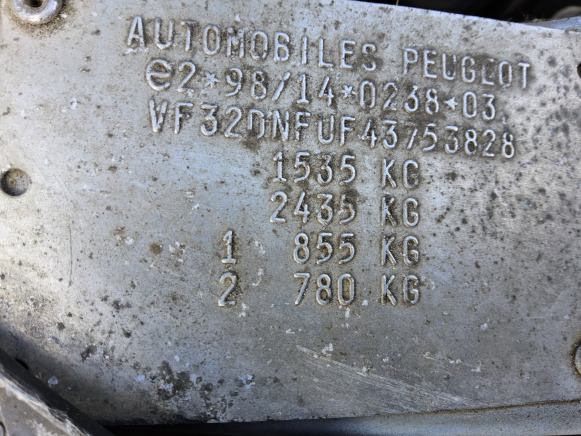 AUTOMOBILES PEUGEOT
e2*98/14*0238*03
VF32DNFUF43753828
1535 KG
2435 KG
1 855 KG
2 780 KG